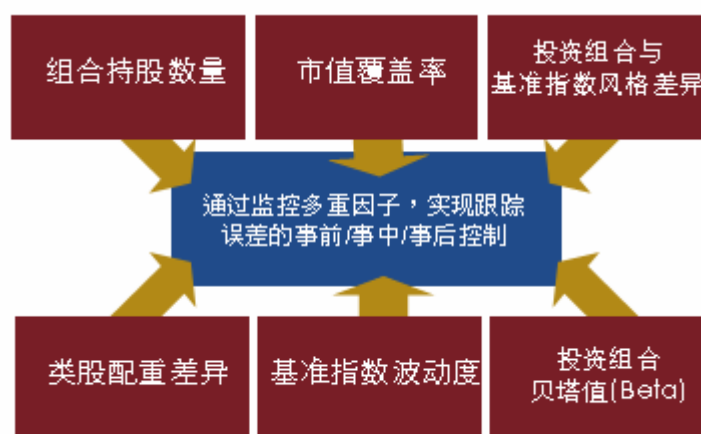 组合持股数量
市值覆盖率
投资组合与
基准指数风格差异
通过监控多重因子，实现跟踪
误差的事前/事中/事后控制
类股配重差异
基准指数波动度
投资组合
贝塔值(Beta)